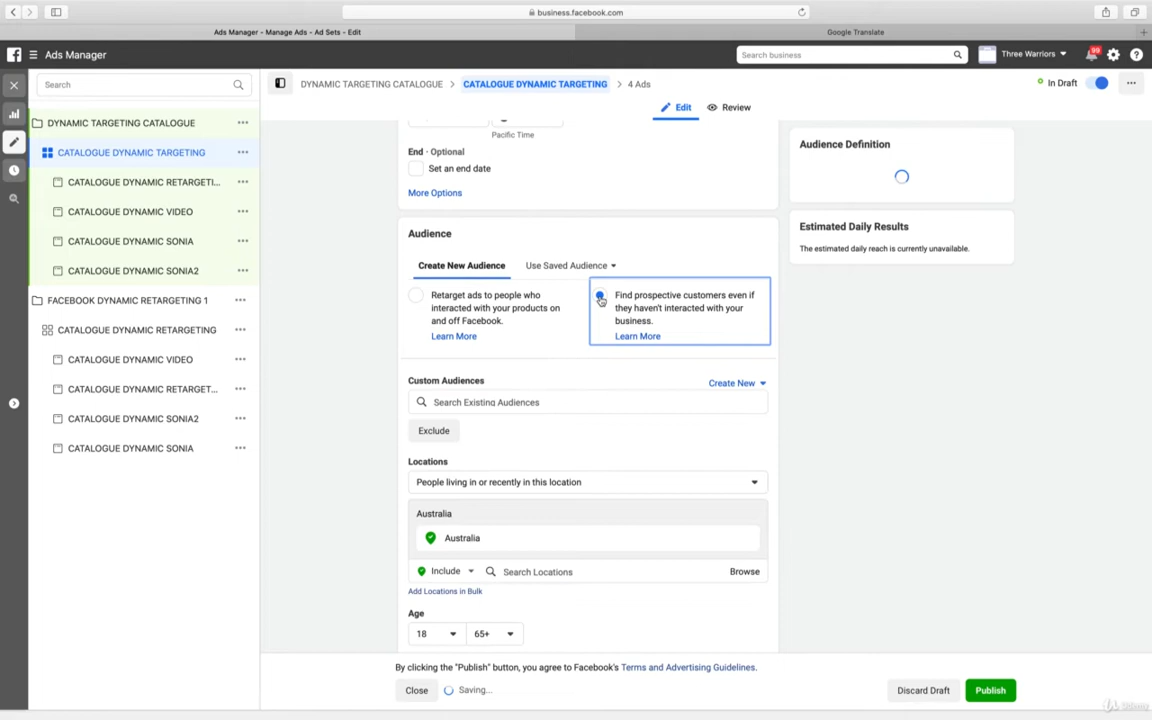 business.facebook.com
Ads Manager - Manage Ads - Ad Sets - Edit
Google Translate
Ads Manager
Search business
Three Warriors
99
Search
DYNAMIC TARGETING CATALOGUE
CATALOGUE DYNAMIC TARGETING
4 Ads
In Draft
Edit
Review
DYNAMIC TARGETING CATALOGUE
CATALOGUE DYNAMIC TARGETING
CATALOGUE DYNAMIC RETARGETI...
CATALOGUE DYNAMIC VIDEO
CATALOGUE DYNAMIC SONIA
CATALOGUE DYNAMIC SONIA2
FACEBOOK DYNAMIC RETARGETING 1
CATALOGUE DYNAMIC RETARGETING
CATALOGUE DYNAMIC VIDEO
CATALOGUE DYNAMIC RETARGET...
CATALOGUE DYNAMIC SONIA2
CATALOGUE DYNAMIC SONIA
Pacific Time
End · Optional
Set an end date
More Options
Audience
Create New Audience
Use Saved Audience
Retarget ads to people who
interacted with your products on
and off Facebook.
Learn More
Find prospective customers even if
they haven't interacted with your
business.
Learn More
Custom Audiences
Create New
Search Existing Audiences
Exclude
Locations
People living in or recently in this location
Australia
Australia
Include
Search Locations
Browse
Add Locations in Bulk
Age
18
65+
Audience Definition
Estimated Daily Results
The estimated daily reach is currently unavailable.
By clicking the "Publish" button, you agree to Facebook's Terms and Advertising Guidelines.
Close
Saving...
Discard Draft
Publish
Udemy